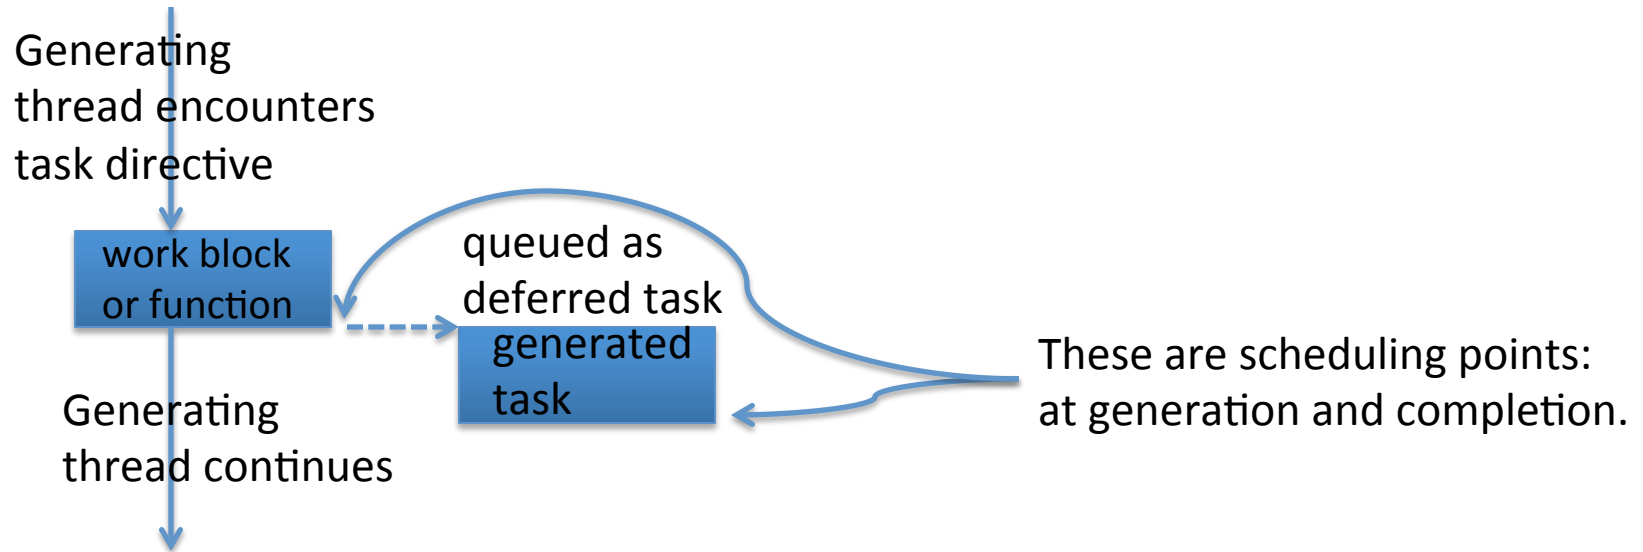 Generating
thread encounters
task directive
work block
or function
queued as
deferred task
generated
task
These are scheduling points:
at generation and completion.
Generating
thread continues